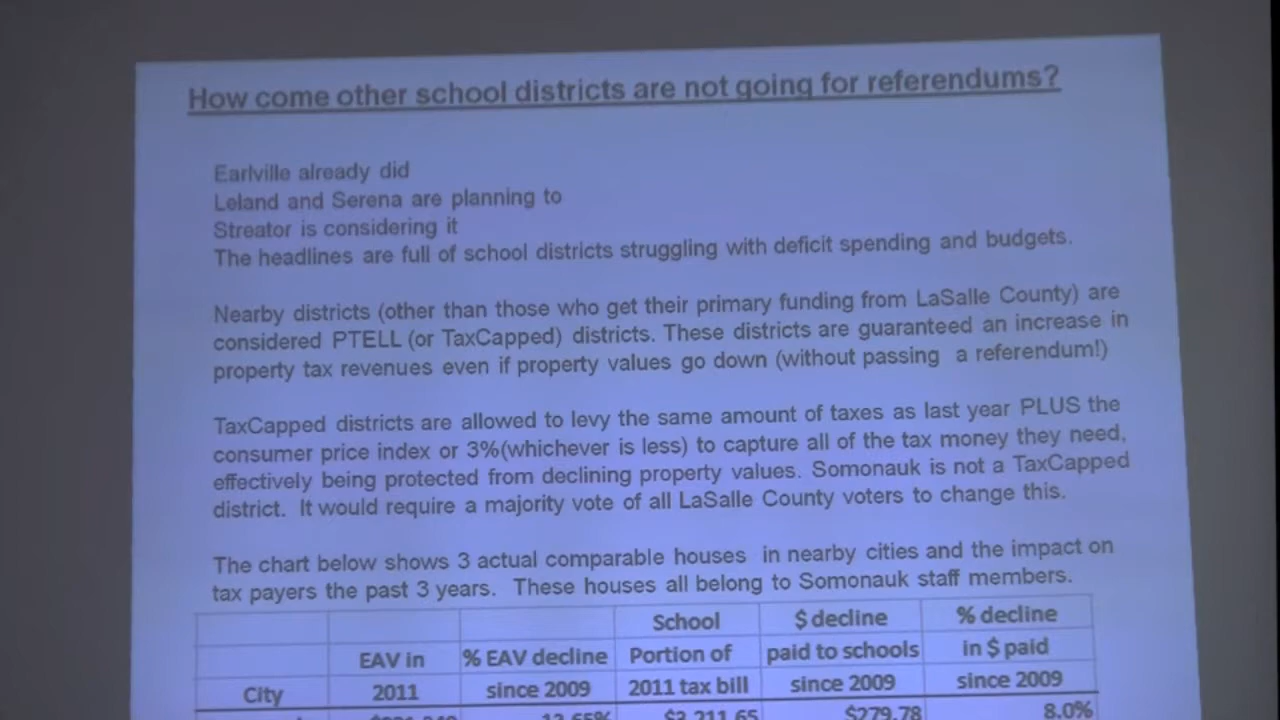 How come other school districts are not going for referendums?
Earlville already did
Leland and Serena are planning to
Streator is considering it
The headlines are full of school districts struggling with deficit spending and budgets.
Nearby districts (other than those who get their primary funding from LaSalle County) are
considered PTELL (or TaxCapped) districts. These districts are guaranteed an increase in
property tax revenues even if property values go down (without passing a referendum!)
TaxCapped districts are allowed to levy the same amount of taxes as last year PLUS the
consumer price index or 3%(whichever is less) to capture all of the tax money they need,
effectively being protected from declining property values. Somonauk is not a TaxCapped
district. It would require a majority vote of all LaSalle County voters to change this.
The chart below shows 3 actual comparable houses in nearby cities and the impact on
tax payers the past 3 years. These houses all belong to Somonauk staff members.
School $ decline % decline
EAV in % EAV decline Portion of paid to schools in $ paid
City 2011 since 2009 2011 tax bill since 2009 since 2009
12.65% $3,211.65 $279.78 8.0%